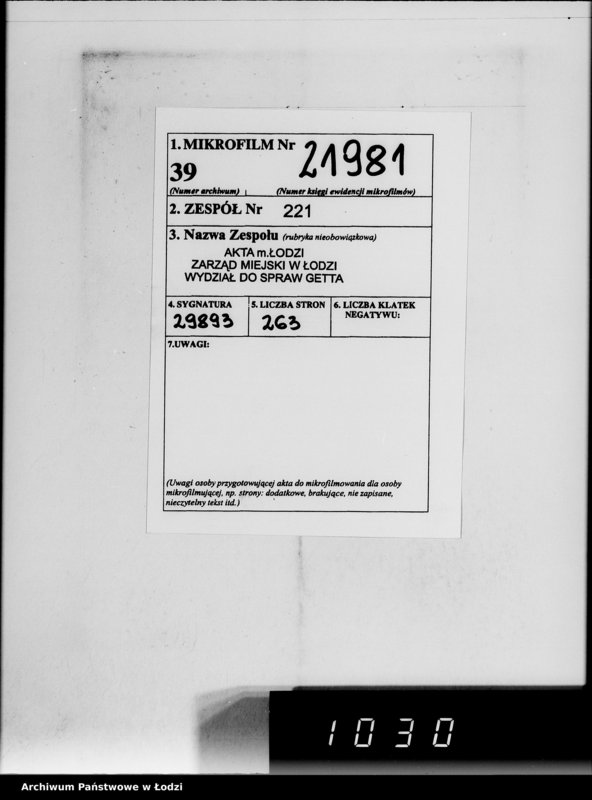 1. MIKROFILM Nr 21981
39
(Numer archiwum) (Numer księgi ewidencji mikrofilmów)
2. ZESPÓŁ Nr 221
3. Nazwa Zespołu (rubryka nieobowiązkowa)
AKTA m.ŁODZI
ZARZĄD MIEJSKI W ŁODZI
WYDZIAŁ DO SPRAW GETTA
4. SYGNATURA 5. LICZBA STRON 6. LICZBA KLATEK
NEGATYWU:
29893 263
7.UWAGI:
(Uwagi osoby przygotowującej akta do mikrofilmowania dla osoby
mikrofilmującej, np. strony: dodatkowe, brakujące, nie zapisane,
nieczytelny tekst itd.)
1030
Archiwum Państwowe w Łodzi